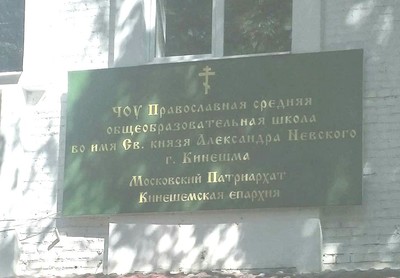 ЧОУ Православная средняя
общеобразовательная школа
во имя Св. князя Александра Невского
г. Кинешма
Московский Патриархат
Кинешемская епархия